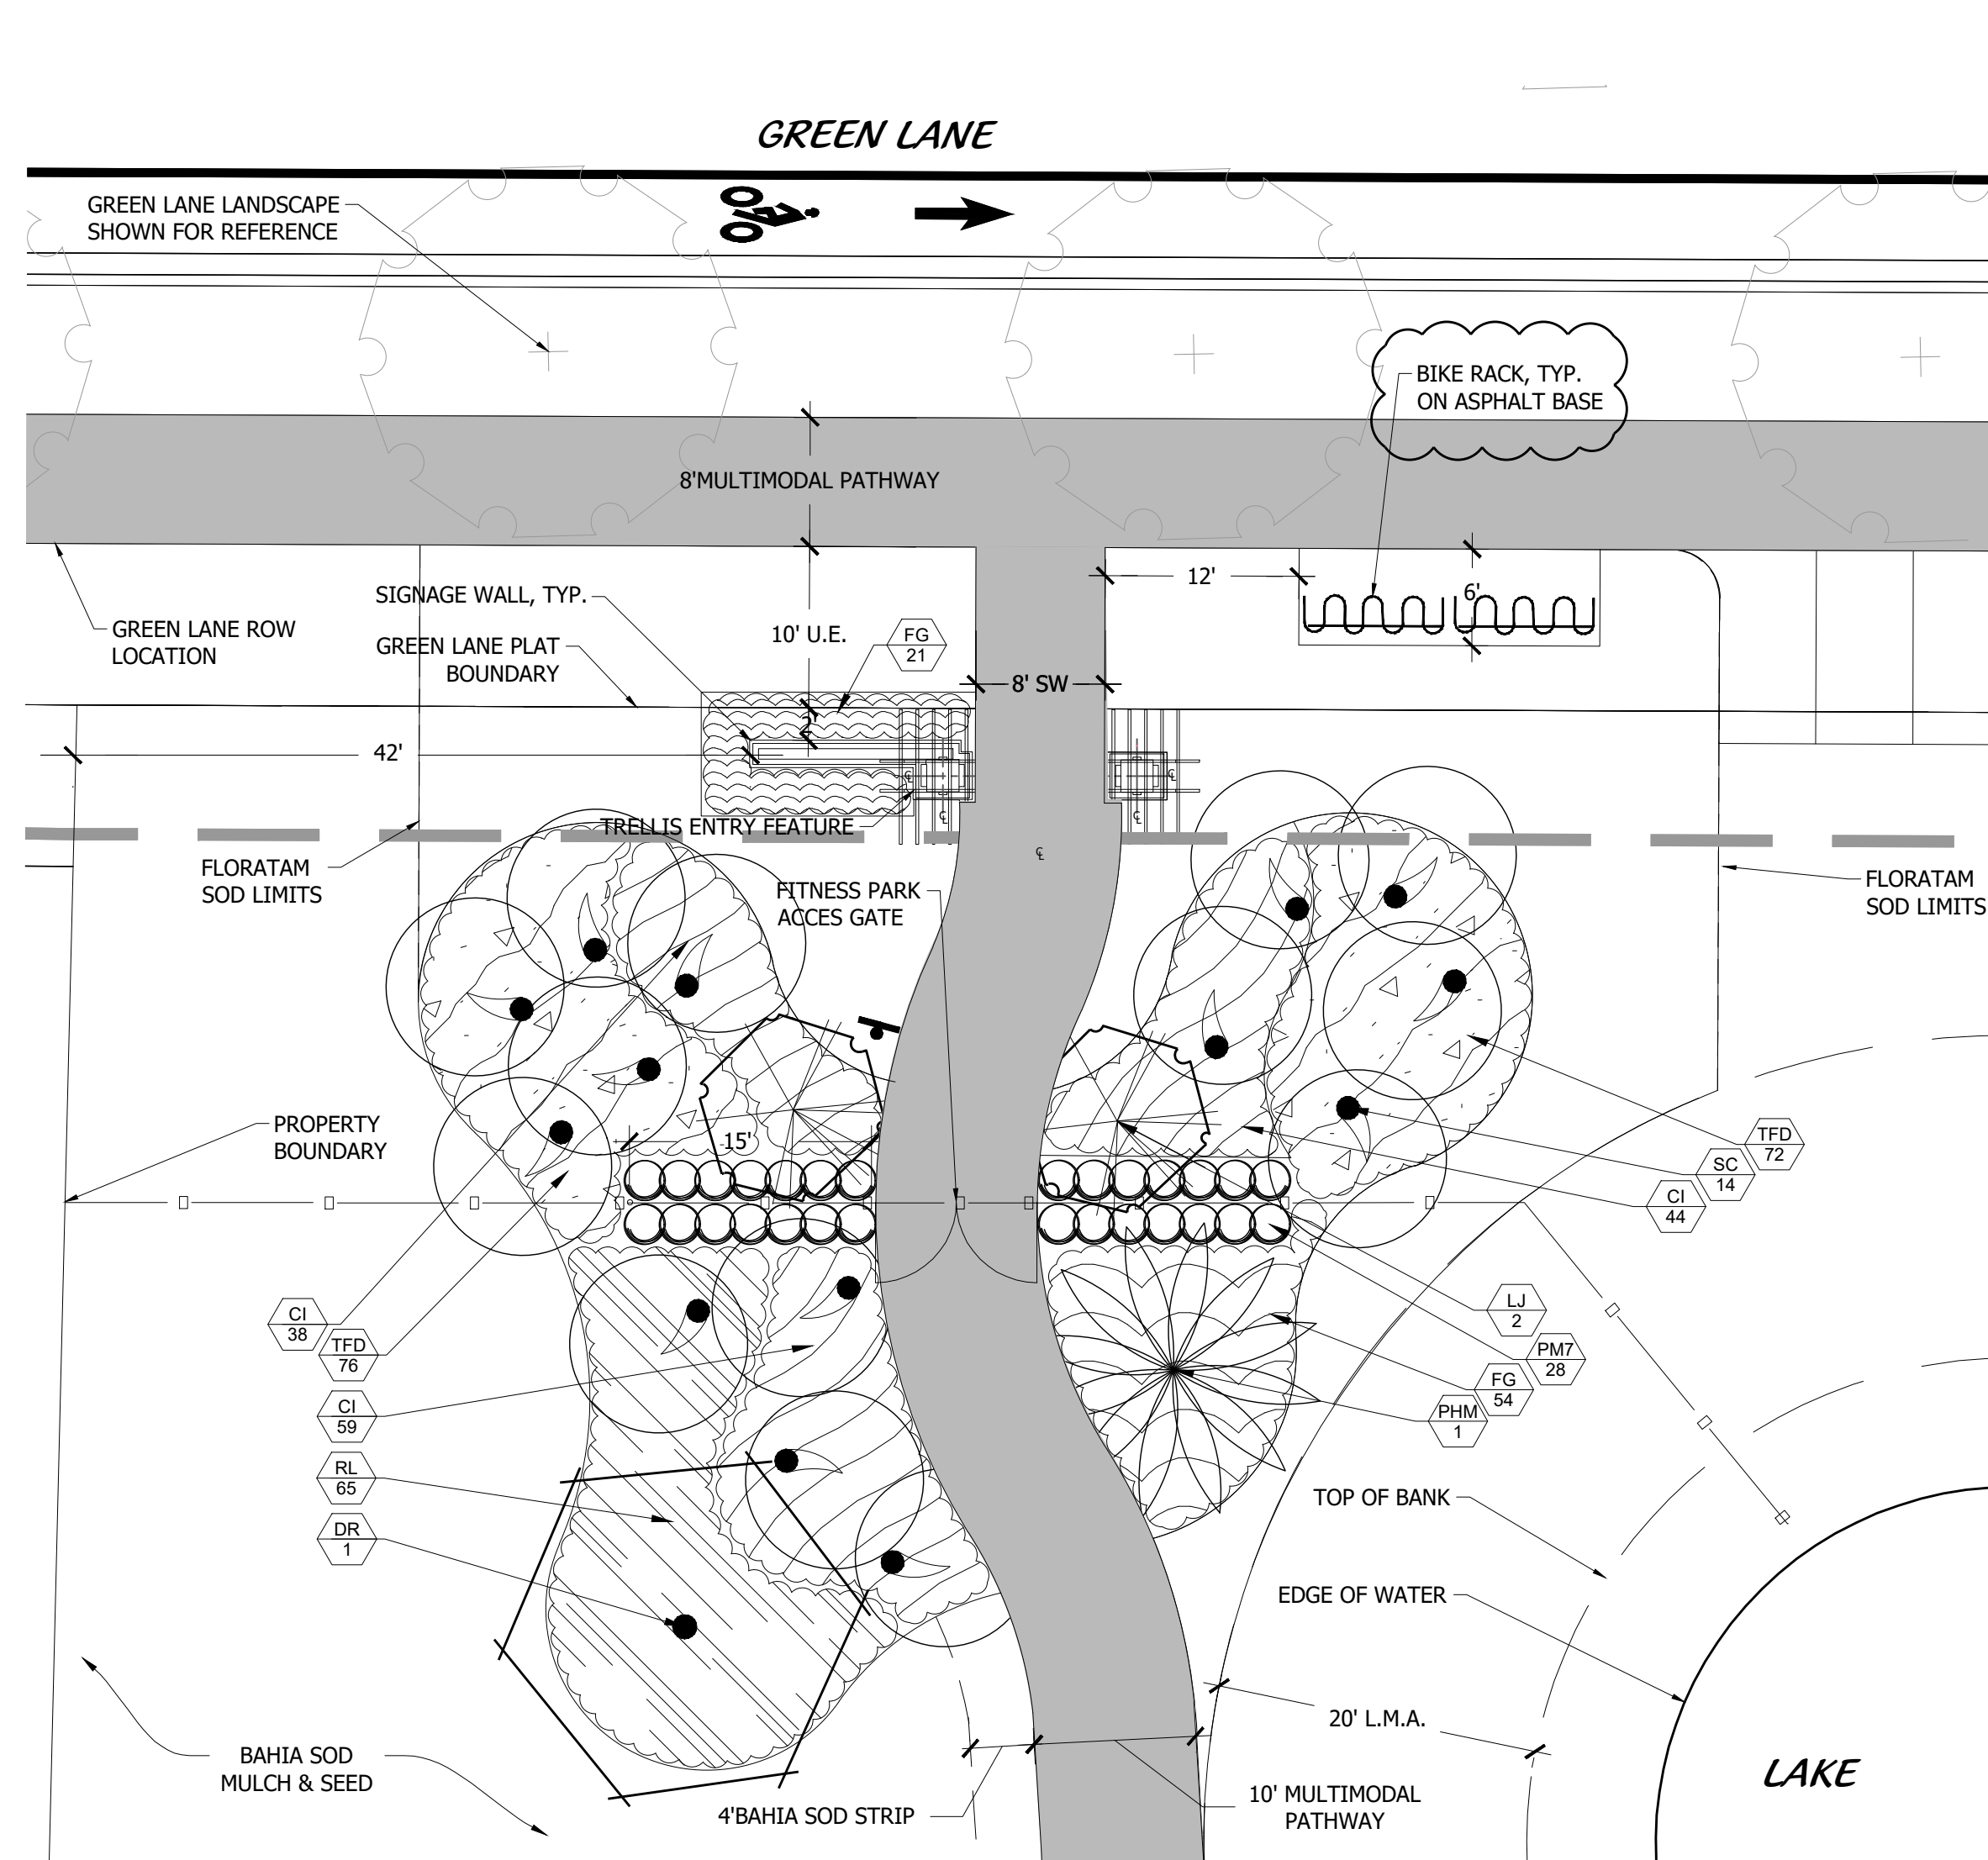 GREEN LANE
GREEN LANE LANDSCAPE
SHOWN FOR REFERENCE
BIKE RACK, TYP.
ON ASPHALT BASE
8'MULTIMODAL PATHWAY
12'
6'
SIGNAGE WALL, TYP.
GREEN LANE ROW
LOCATION
10' U.E.
FG
21
GREEN LANE PLAT
BOUNDARY
8' SW
2'
42'
℄
℄
℄
℄
TRELLIS ENTRY FEATURE
℄
FLORATAM
SOD LIMITS
FITNESS PARK
ACCES GATE
FLORATAM
SOD LIMITS
PROPERTY
BOUNDARY
15'
TFD
72
SC
14
CI
44
CI
38
TFD
76
LJ
2
PM7
28
FG
54
PHM
1
CI
59
RL
65
DR
1
TOP OF BANK
EDGE OF WATER
20' L.M.A.
BAHIA SOD
MULCH & SEED
LAKE
4'BAHIA SOD STRIP
10' MULTIMODAL
PATHWAY